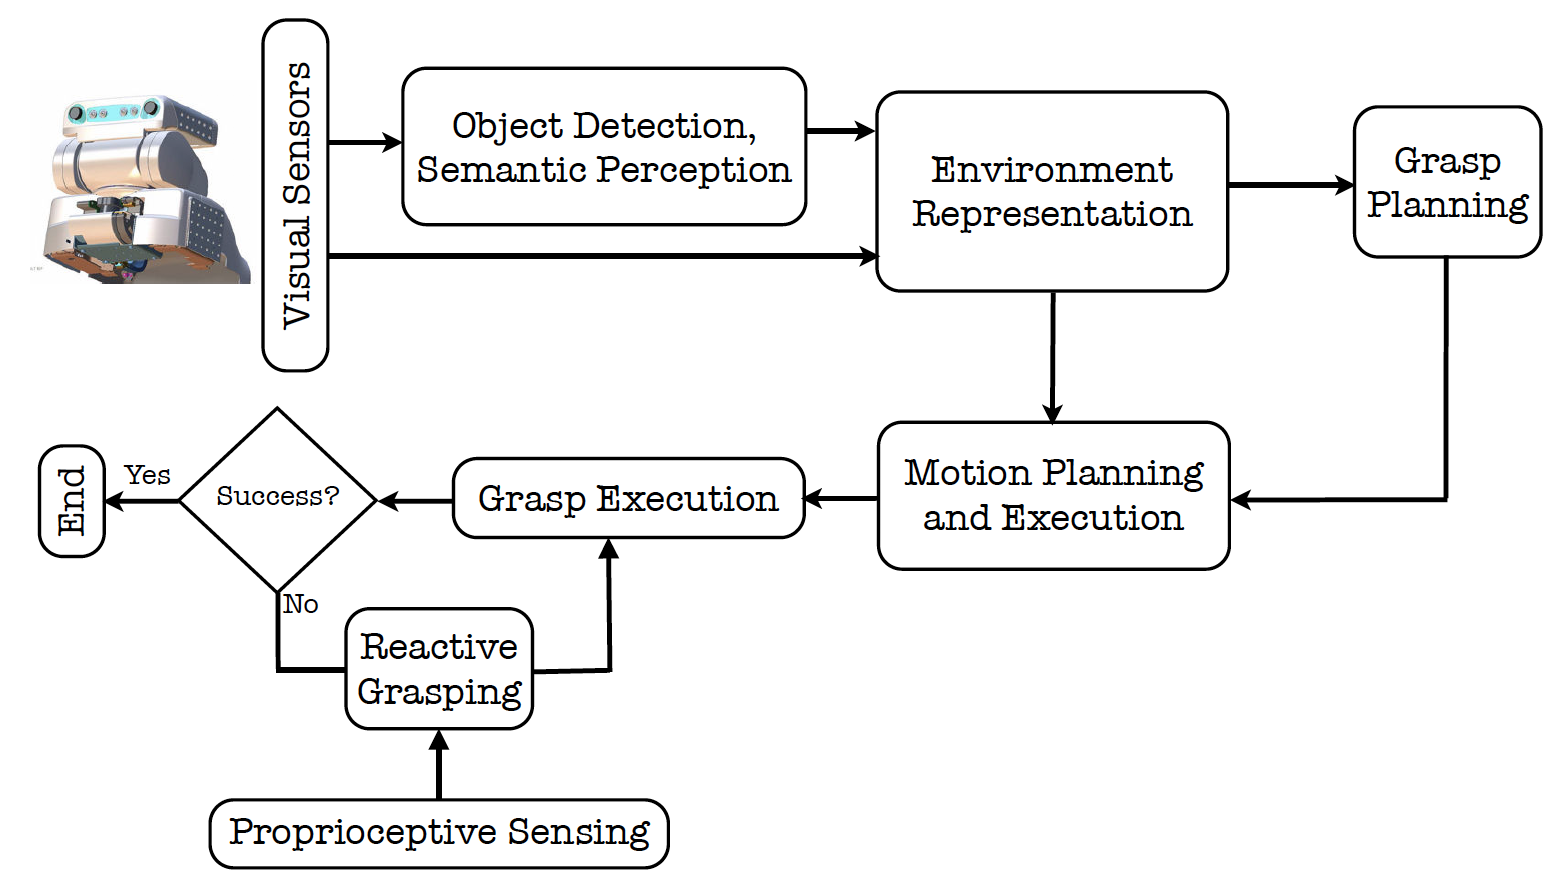 Visual Sensors
Object Detection,
Semantic Perception
Environment
Representation
Grasp
Planning
Motion Planning
and Execution
Grasp Execution
Success?
Yes
End
No
Reactive
Grasping
Proprioceptive Sensing